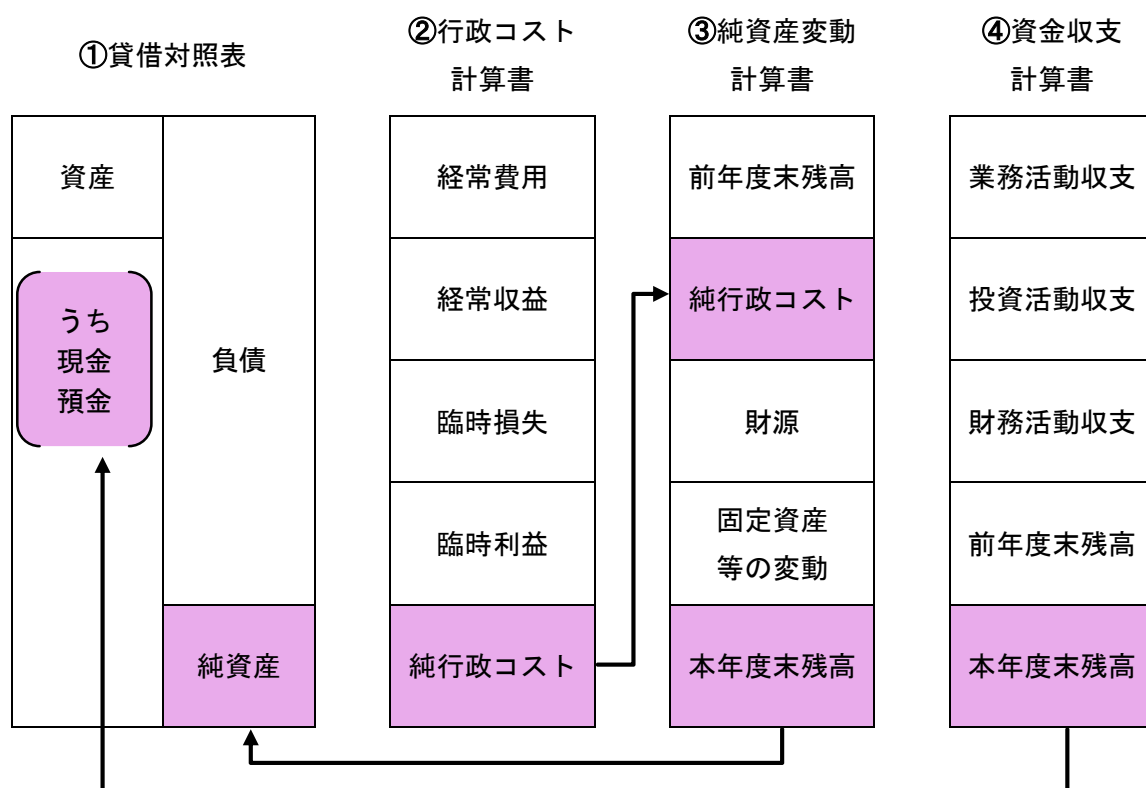 ①貸借対照表
資産
うち
現金
預金
負債
純資産
②行政コスト
計算書
経常費用
経常収益
臨時損失
臨時利益
純行政コスト
③純資産変動
計算書
前年度末残高
純行政コスト
財源
固定資産
等の変動
本年度末残高
④資金収支
計算書
業務活動収支
投資活動収支
財務活動収支
前年度末残高
本年度末残高